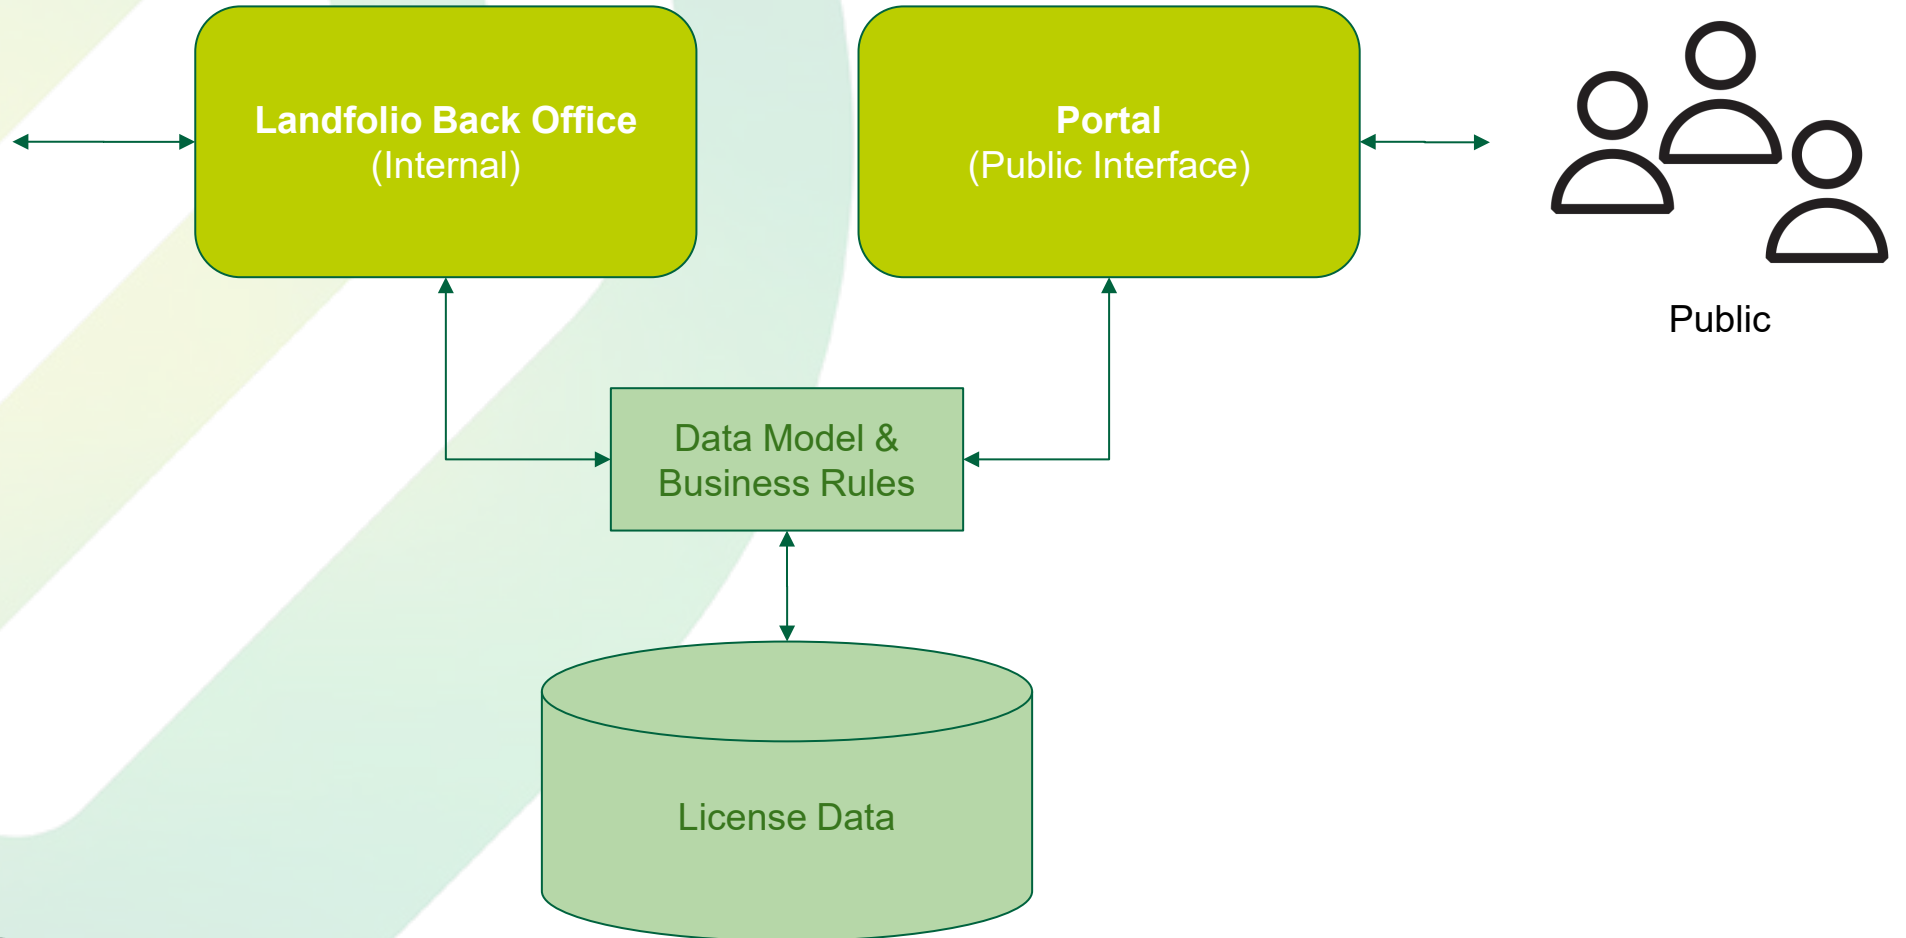 Landfolio Back Office
(Internal)
Portal
(Public Interface)
Public
Data Model &
Business Rules
License Data